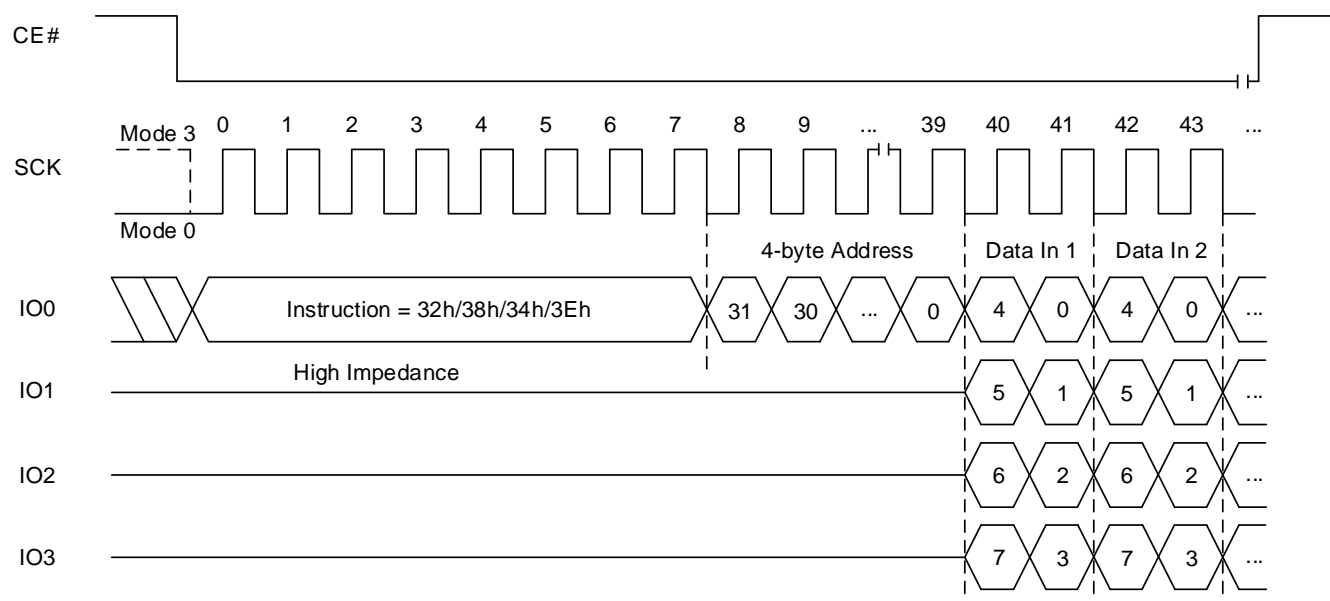 CE#
Mode 3 0 1 2 3 4 5 6 7 8 9 ... 39 40 41 42 43 ...
SCK
Mode 0
4-byte Address Data In 1 Data In 2
IO0 Instruction = 32h/38h/34h/3Eh 31 30 ... 0 4 0 4 0 ...
High Impedance
IO1 5 1 5 1 ...
IO2 6 2 6 2 ...
IO3 7 3 7 3 ...